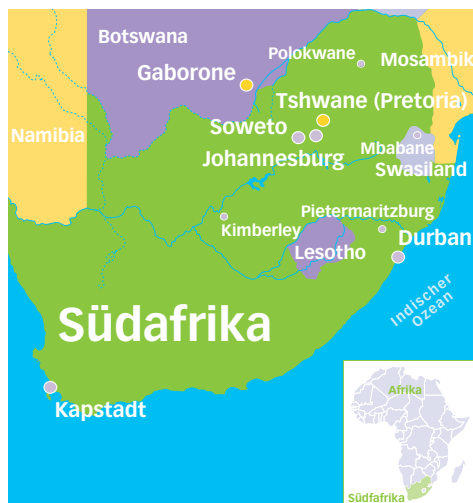 Botswana
Polokwane
Mosambik
Gaborone
Tshwane (Pretoria)
Namibia
Soweto
Johannesburg
Mbabane
Swasiland
Pietermaritzburg
Kimberley
Durban
Lesotho
Indischer
Ozean
Südafrika
Kapstadt
Afrika
Südfafrika